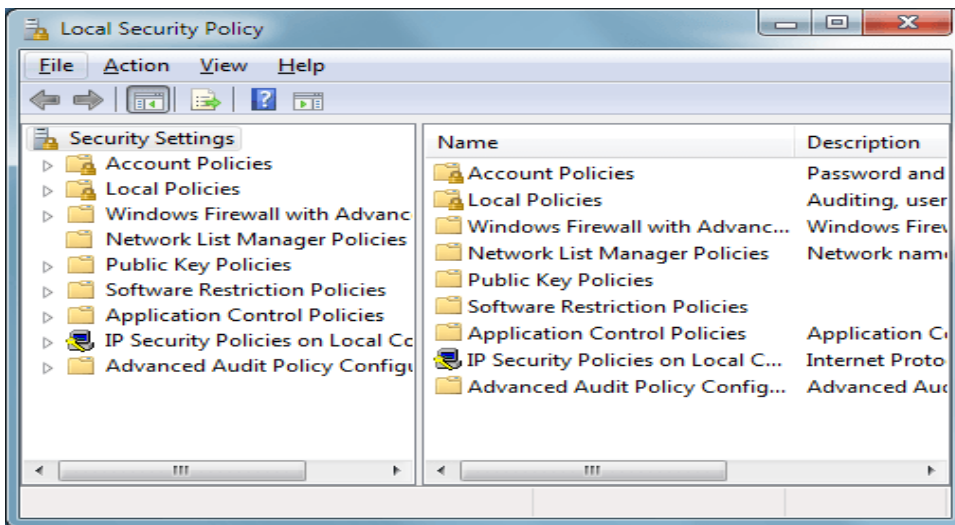 Local Security Policy
File Action View Help
Security Settings
Account Policies
Local Policies
Windows Firewall with Advanc
Network List Manager Policies
Public Key Policies
Software Restriction Policies
Application Control Policies
IP Security Policies on Local Cc
Advanced Audit Policy Configu
Name Description
Account Policies Password and
Local Policies Auditing, user
Windows Firewall with Advanc... Windows Firew
Network List Manager Policies Network name
Public Key Policies
Software Restriction Policies
Application Control Policies Application Co
IP Security Policies on Local C... Internet Proto
Advanced Audit Policy Config... Advanced Aud